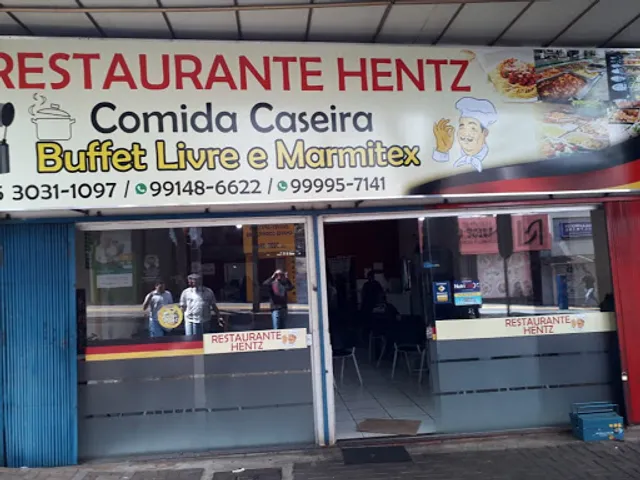 RESTAURANTE HENTZ
Comida Caseira
Buffet Livre e Marmitex
3031-1097 / 99148-6622 / 99995-7141
RESTAURANTE
HENTZ
RESTAURANTE
HENTZ